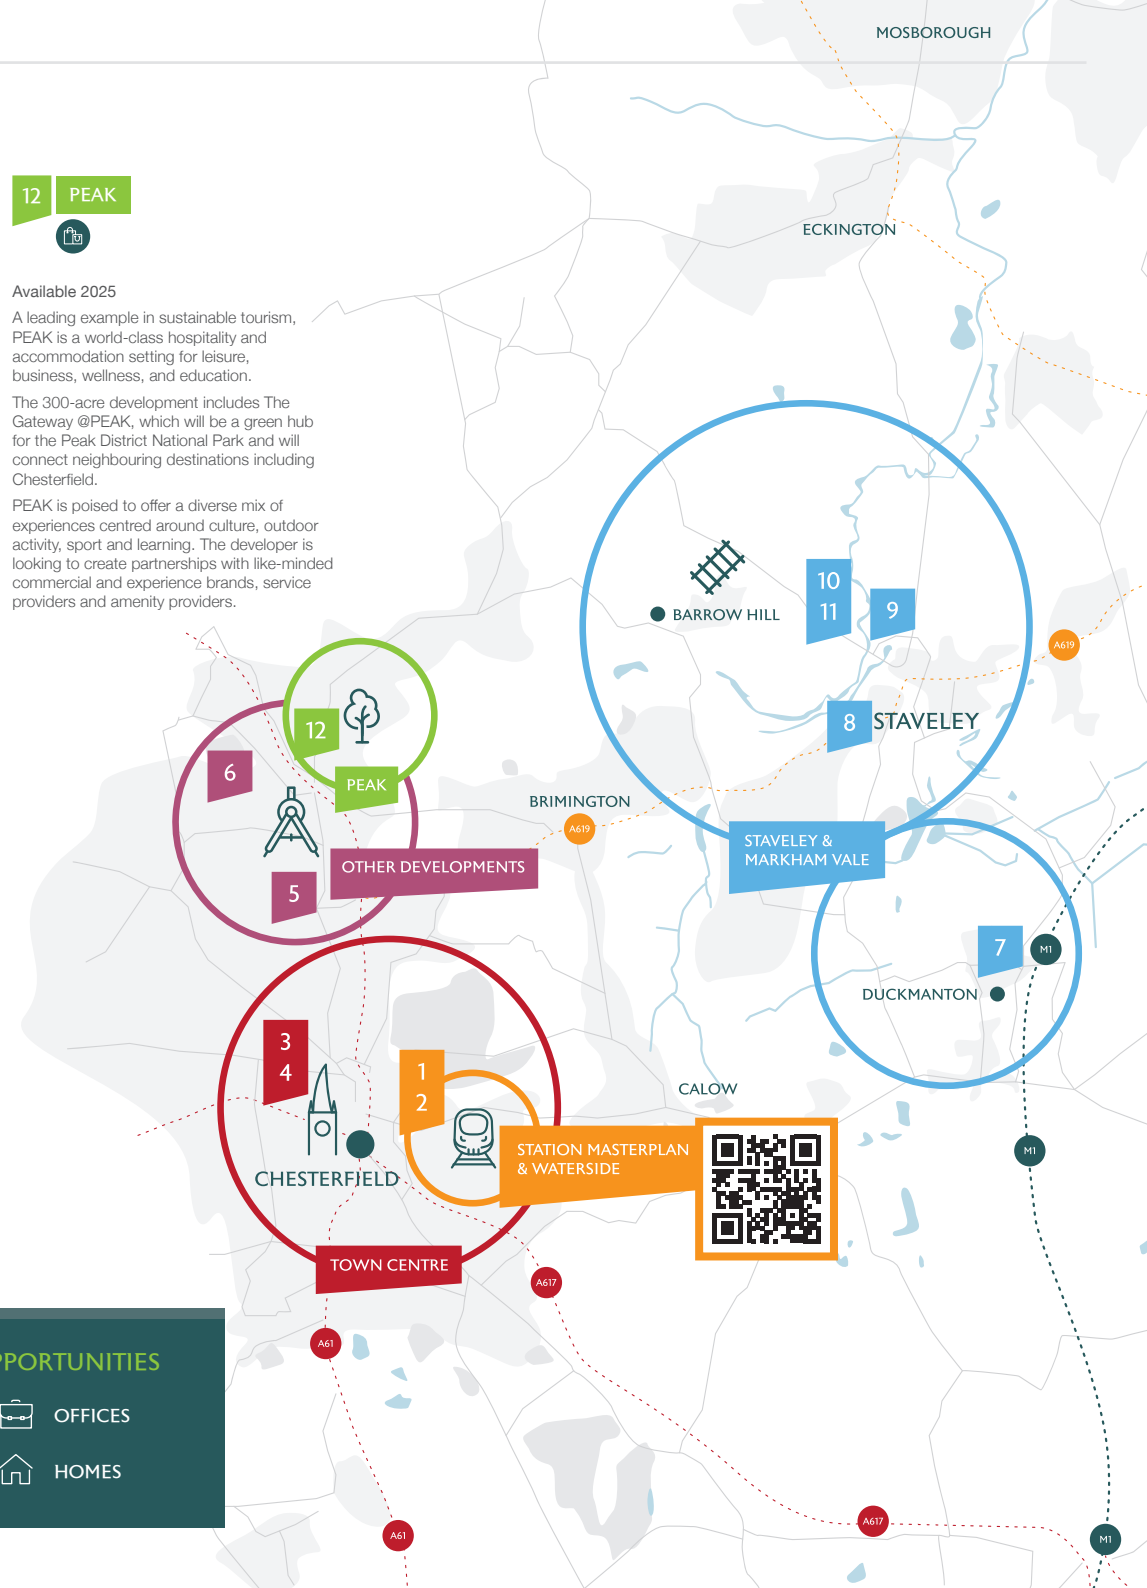 MOSBOROUGH
12 PEAK
ECKINGTON
Available 2025
A leading example in sustainable tourism,
PEAK is a world-class hospitality and
accommodation setting for leisure,
business, wellness, and education.
The 300-acre development includes The
Gateway @PEAK, which will be a green hub
for the Peak District National Park and will
connect neighbouring destinations including
Chesterfield.
PEAK is poised to offer a diverse mix of
experiences centred around culture, outdoor
activity, sport and learning. The developer is
looking to create partnerships with like-minded
commercial and experience brands, service
providers and amenity providers.
10
11
9
BARROW HILL
A619
8
STAVELEY
12
6
PEAK
BRIMINGTON
A619
STAVELEY &
MARKHAM VALE
OTHER DEVELOPMENTS
5
7
M1
DUCKMANTON
3
4
1
2
CALOW
STATION MASTERPLAN
& WATERSIDE
M1
CHESTERFIELD
TOWN CENTRE
A617
A61
PPORTUNITIES
OFFICES
HOMES
A61
A617
M1